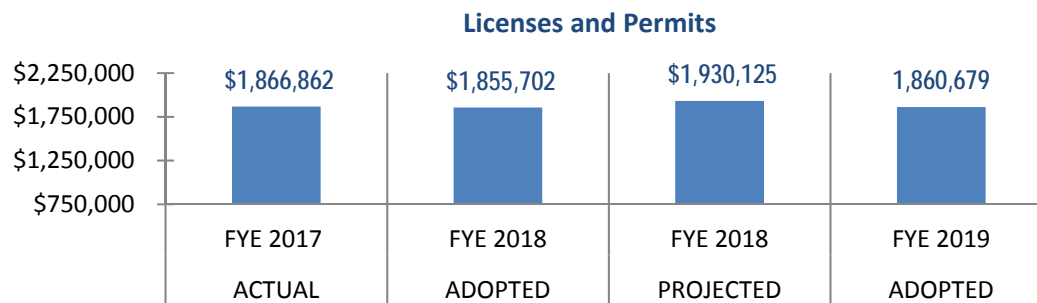 Licenses and Permits
$2,250,000
$1,750,000
$1,250,000
$750,000
$1,866,862
$1,855,702
$1,930,125
1,860,679
FYE 2017 FYE 2018 FYE 2018 FYE 2019
ACTUAL ADOPTED PROJECTED ADOPTED